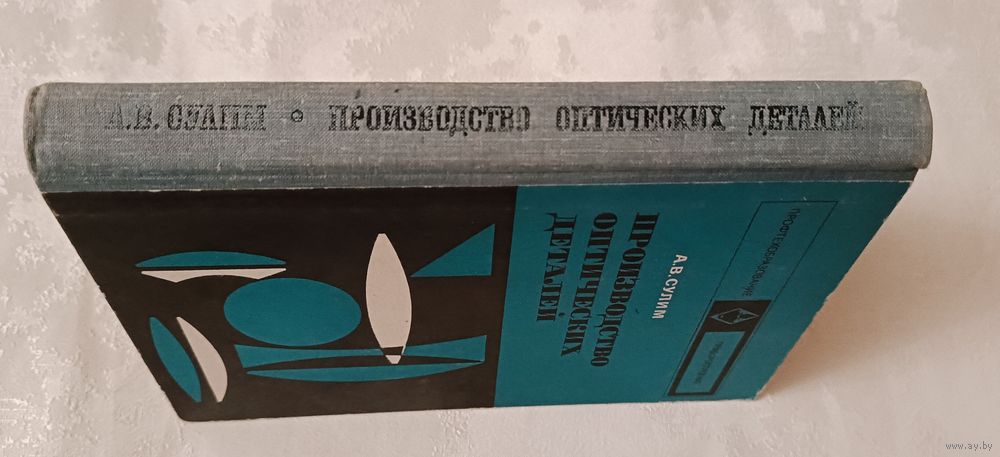 А.В. СУЛИМ • ПРОИЗВОДСТВО ОПТИЧЕСКИХ ДЕТАЛЕЙ
ПРОФТЕХОБРАЗОВАНИЕ
А.В.СУЛИМ
ПРОИЗВОДСТВО
ОПТИЧЕСКИХ
ДЕТАЛЕЙ
www.ay.by